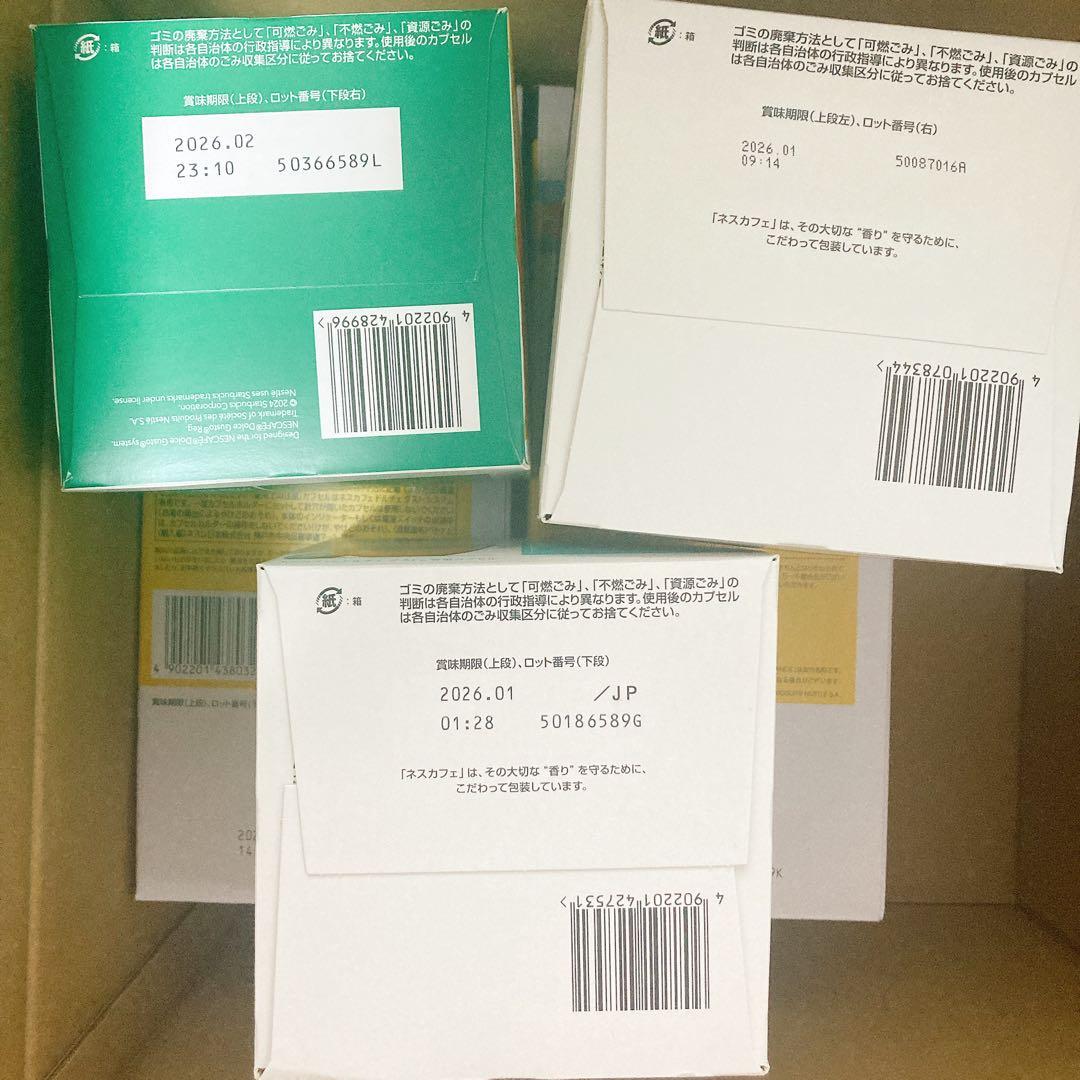 紙 :箱
ゴミの廃棄方法として「可燃ごみ」、「不燃ごみ」、「資源ごみ」の
判断は各自治体の行政指導により異なります。使用後のカプセル
は各自治体のごみ収集区分に従ってお捨てください。
賞味期限(上段)、ロット番号(下段右)
2026.02
23:10 50366589L
4 902201 428996 >
Designed for the NESCAFÉ® Dolce Gusto® system.
NESCAFÉ® Dolce Gusto® Reg
Trademark of Société des Produits Nestlé S.A.
© 2024 Starbucks Corporation.
Nestlé uses Starbucks trademarks under license.
紙 :箱
ゴミの廃棄方法として「可燃ごみ」、「不燃ごみ」、「資源ごみ」の
判断は各自治体の行政指導により異なります。使用後のカプセル
は各自治体のごみ収集区分に従ってお捨てください。
賞味期限(上段左)、ロット番号(右)
2026.01
09:14 50087016A
「ネスカフェ」は、その大切な"香り"を守るために、
こだわって包装しています。
4 902201 078344 >
紙 :箱
ゴミの廃棄方法として「可燃ごみ」、「不燃ごみ」、「資源ごみ」の
判断は各自治体の行政指導により異なります。使用後のカプセル
は各自治体のごみ収集区分に従ってお捨てください。
賞味期限(上段)、ロット番号(下段)
2026.01 /JP
01:28 50186589G
「ネスカフェ」は、その大切な"香り"を守るために、
こだわって包装しています。
4 902201 427531 >
4 902201 43803
賞味期限(上段)、ロット番号(
202
14
9K